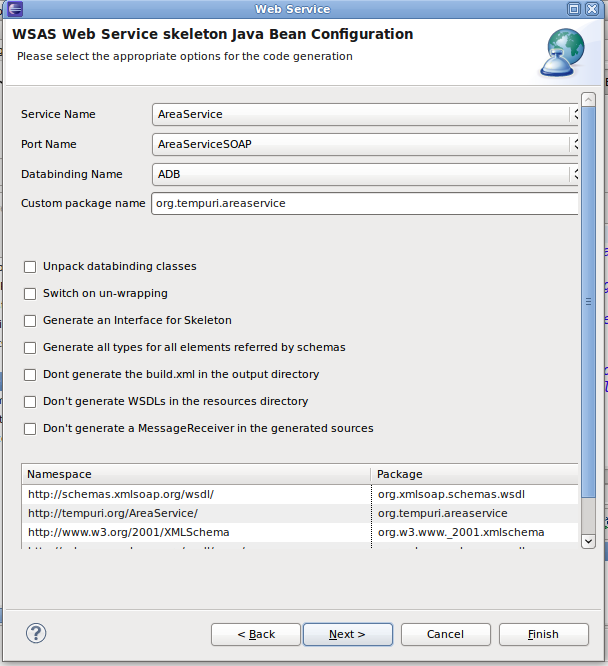 Web Service
WSAS Web Service skeleton Java Bean Configuration
Please select the appropriate options for the code generation
Service Name AreaService
Port Name AreaServiceSOAP
Databinding Name ADB
Custom package name org.tempuri.areaservice
Unpack databinding classes
Switch on un-wrapping
Generate an Interface for Skeleton
Generate all types for all elements referred by schemas
Dont generate the build.xml in the output directory
Don't generate WSDLs in the resources directory
Don't generate a MessageReceiver in the generated sources
Namespace Package
http://schemas.xmlsoap.org/wsdl/ org.xmlsoap.schemas.wsdl
http://tempuri.org/AreaService/ org.tempuri.areaservice
http://www.w3.org/2001/XMLSchema org.w3.www._2001.xmlschema
? < Back Next > Cancel Finish